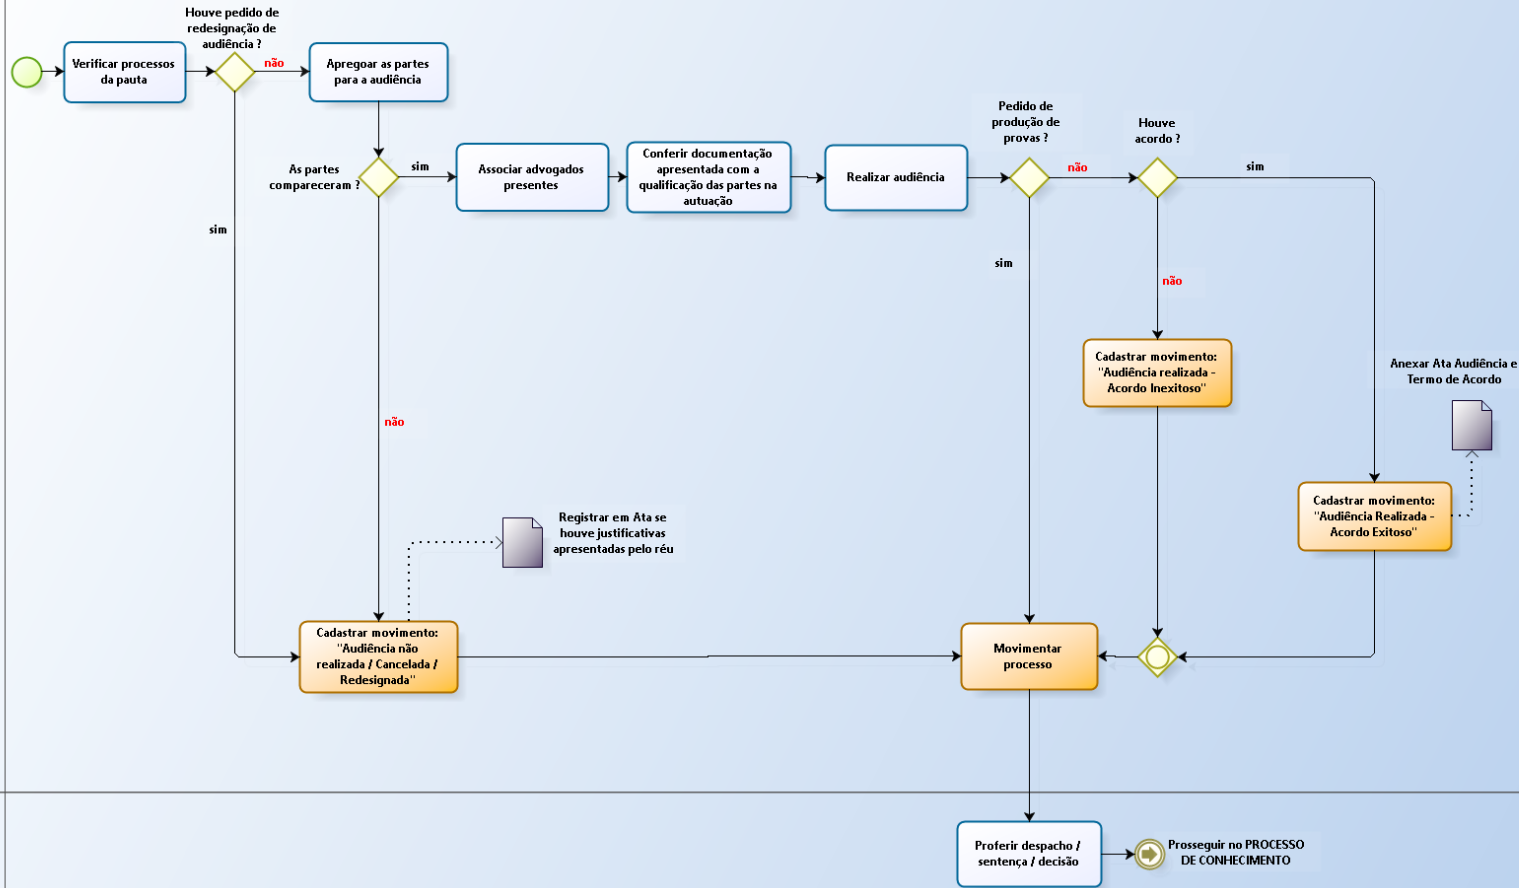 Houve pedido de
redesignação de
audiência ?
Verificar processos
da pauta
não
Apregoar as partes
para a audiência
As partes
compareceram ?
sim
Associar advogados
presentes
Conferir documentação
apresentada com a
qualificação das partes na
autuação
Realizar audiência
Pedido de
produção de
provas ?
não
Houve
acordo ?
sim
sim
sim
não
Cadastrar movimento:
"Audiência realizada -
Acordo Inexitoso"
Anexar Ata Audiência e
Termo de Acordo
não
Cadastrar movimento:
"Audiência Realizada -
Acordo Exitoso"
Registrar em Ata se
houve justificativas
apresentadas pelo réu
Cadastrar movimento:
"Audiência não
realizada / Cancelada /
Redesignada"
Movimentar
processo
Proferir despacho /
sentença / decisão
Prosseguir no PROCESSO
DE CONHECIMENTO